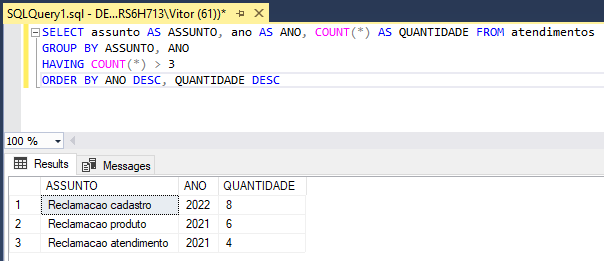 SQLQuery1.sql - DE...RS6H713\Vitor (61))*
SELECT assunto AS ASSUNTO, ano AS ANO, COUNT(*) AS QUANTIDADE FROM atendimentos
GROUP BY ASSUNTO, ANO
HAVING COUNT(*) > 3
ORDER BY ANO DESC, QUANTIDADE DESC
100 %
Results Messages
ASSUNTO ANO QUANTIDADE
1 Reclamacao cadastro 2022 8
2 Reclamacao produto 2021 6
3 Reclamacao atendimento 2021 4